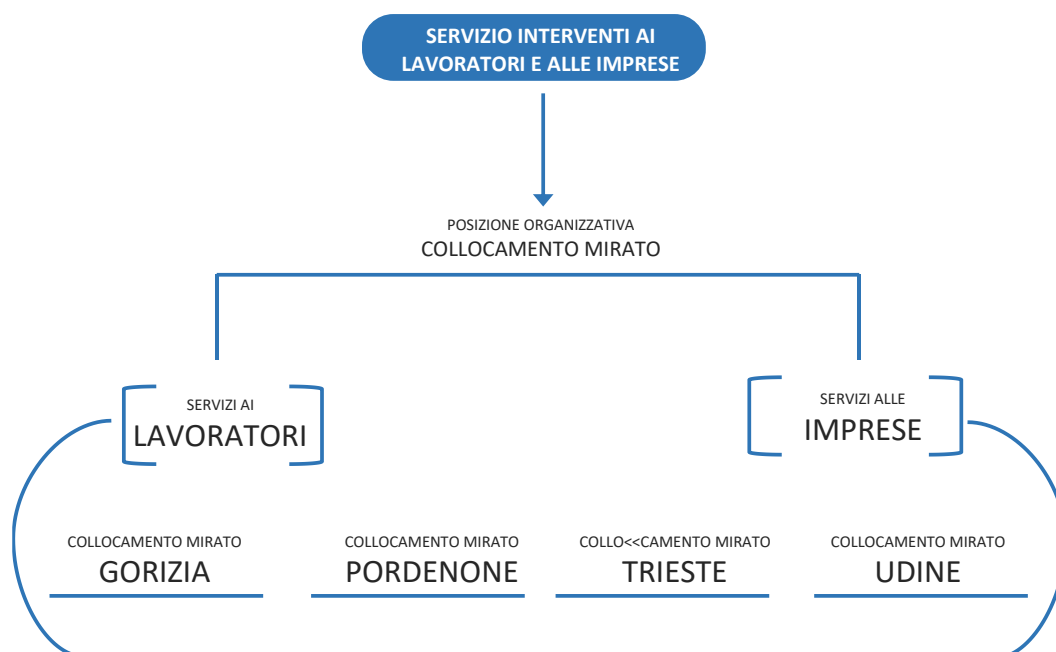 SERVIZIO INTERVENTI AI
LAVORATORI E ALLE IMPRESE
POSIZIONE ORGANIZZATIVA
COLLOCAMENTO MIRATO
SERVIZI AI
LAVORATORI
SERVIZI ALLE
IMPRESE
COLLOCAMENTO MIRATO
GORIZIA
COLLOCAMENTO MIRATO
PORDENONE
COLLO<<CAMENTO MIRATO
TRIESTE
COLLOCAMENTO MIRATO
UDINE